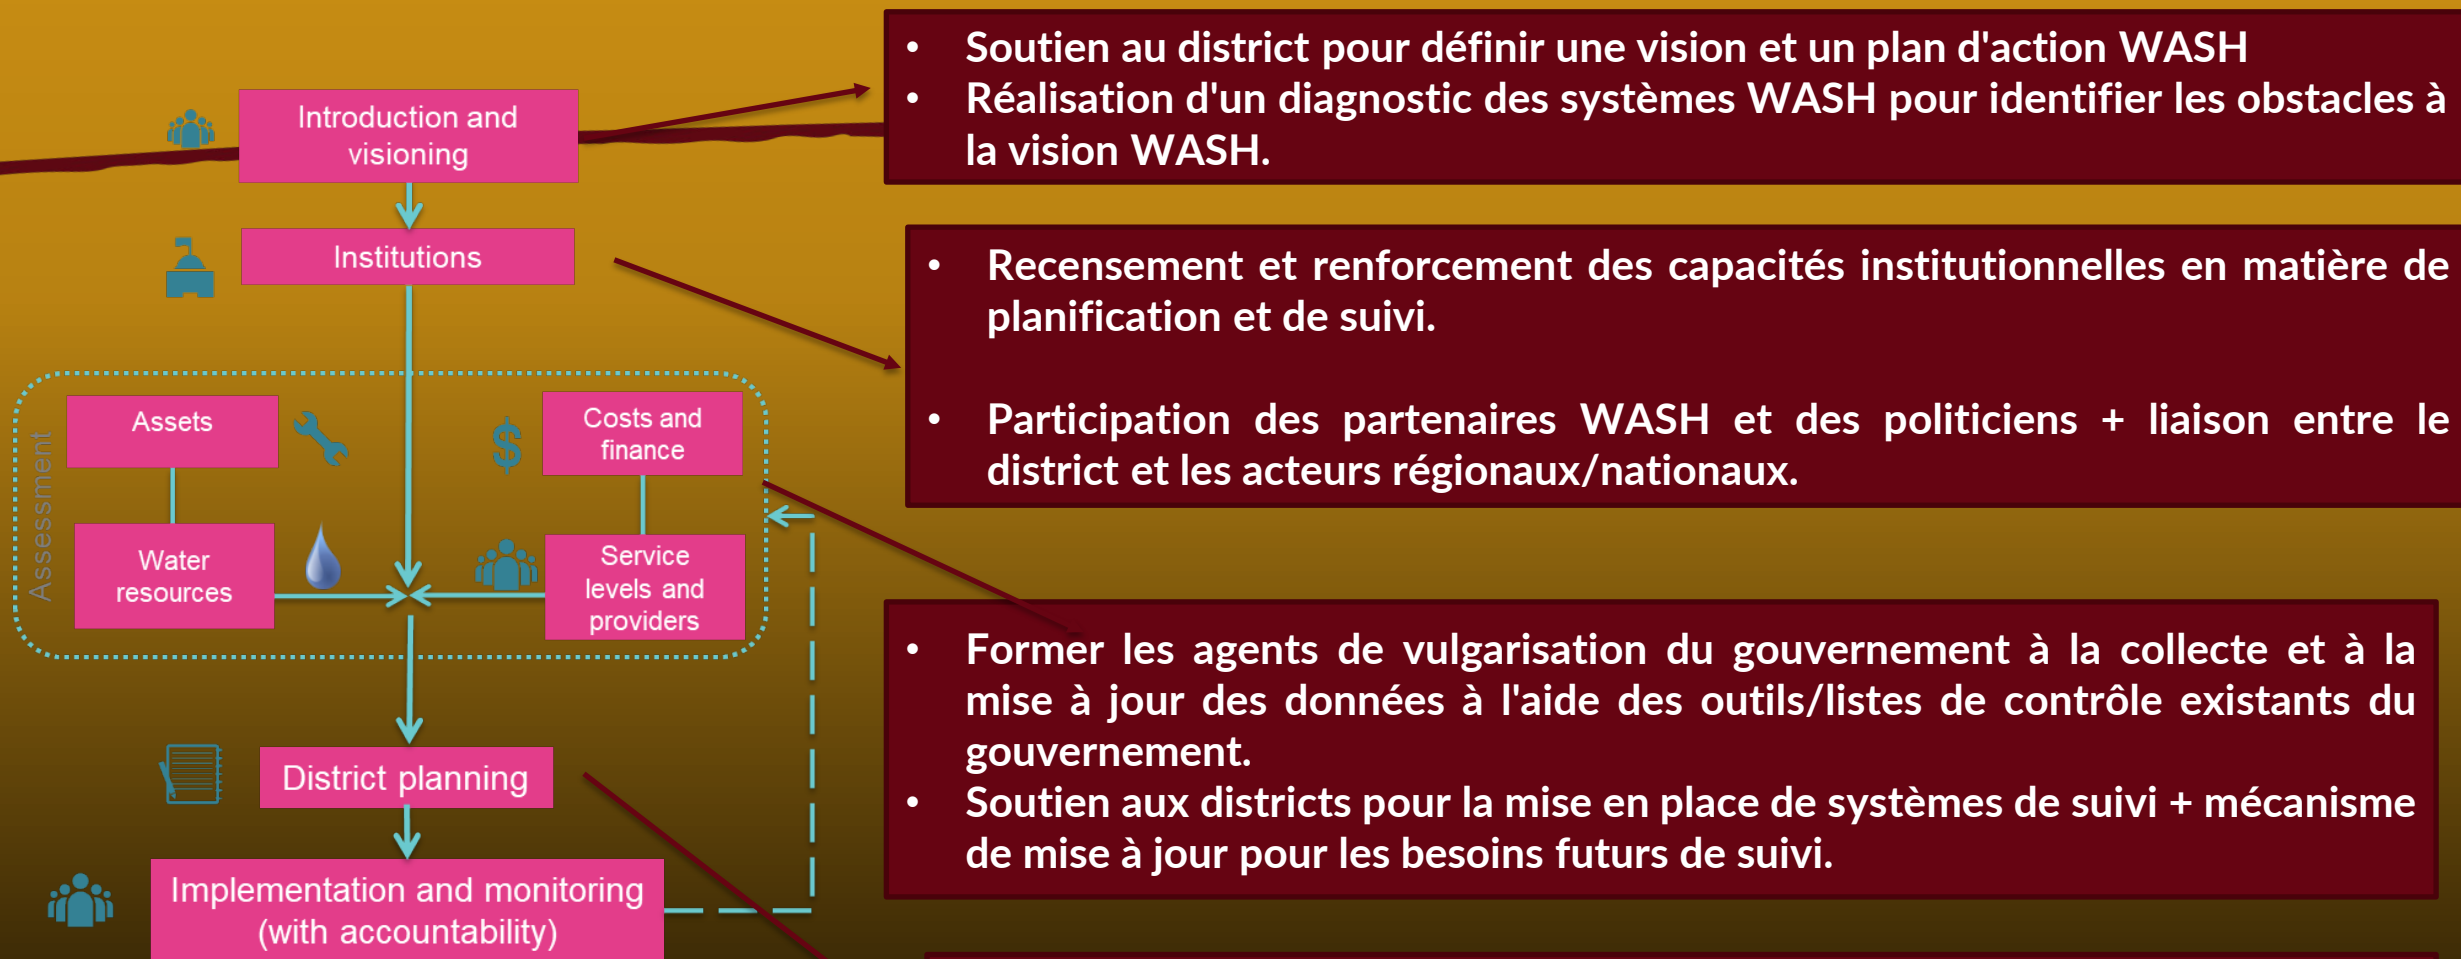 Introduction and
visioning
Institutions
Assessment
Assets
$
Costs and
finance
Water
resources
Service
levels and
providers
District planning
Implementation and monitoring
(with accountability)
• Soutien au district pour définir une vision et un plan d'action WASH
• Réalisation d'un diagnostic des systèmes WASH pour identifier les obstacles à
la vision WASH.
• Recensement et renforcement des capacités institutionnelles en matière de
planification et de suivi.
• Participation des partenaires WASH et des politiciens + liaison entre le
district et les acteurs régionaux/nationaux.
• Former les agents de vulgarisation du gouvernement à la collecte et à la
mise à jour des données à l'aide des outils/listes de contrôle existants du
gouvernement.
• Soutien aux districts pour la mise en place de systèmes de suivi + mécanisme
de mise à jour pour les besoins futurs de suivi.